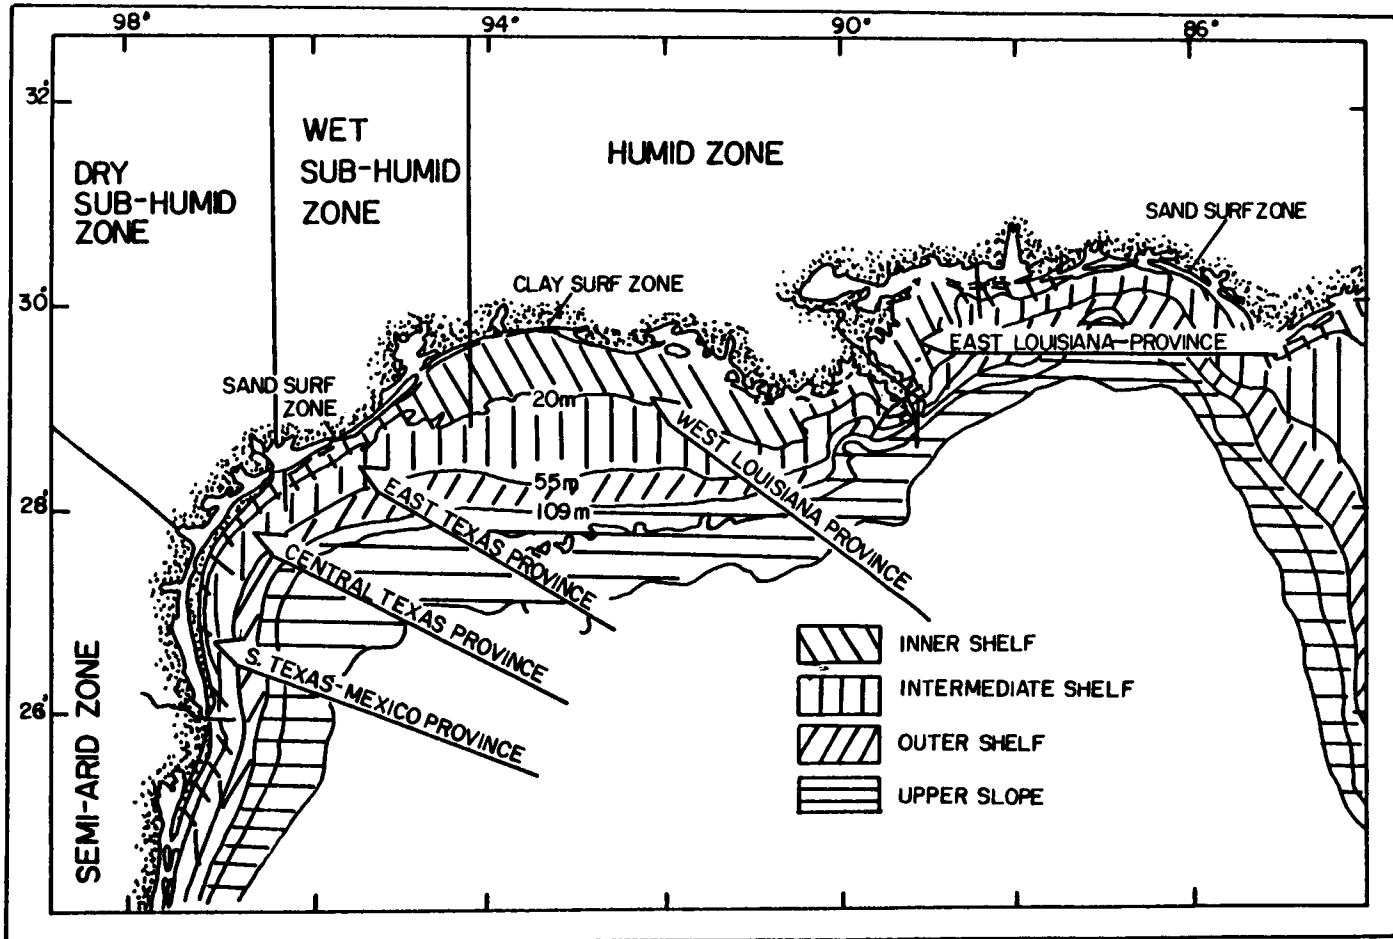 98°
94°
90°
86°
32°
WET
SUB-HUMID
ZONE
HUMID ZONE
DRY
SUB-HUMID
ZONE
SAND SURF ZONE
CLAY SURF ZONE
30°
EAST LOUISIANA-PROVINCE
SAND SURF
ZONE
20m
WEST LOUISIANA PROVINCE
55m
EAST TEXAS PROVINCE
28°
109m
CENTRAL TEXAS PROVINCE
S. TEXAS-MEXICO PROVINCE
INNER SHELF
INTERMEDIATE SHELF
26°
OUTER SHELF
UPPER SLOPE
SEMI-ARID ZONE